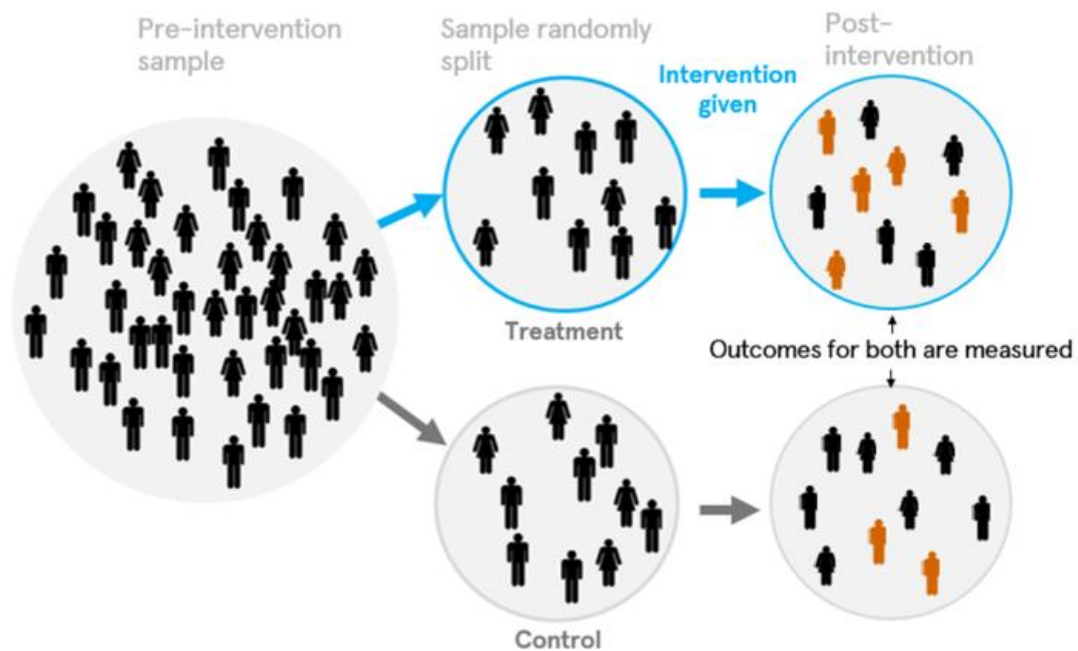 Pre-intervention
sample
Sample randomly
split
Intervention
given
Post-
intervention
Treatment
Outcomes for both are measured
Control